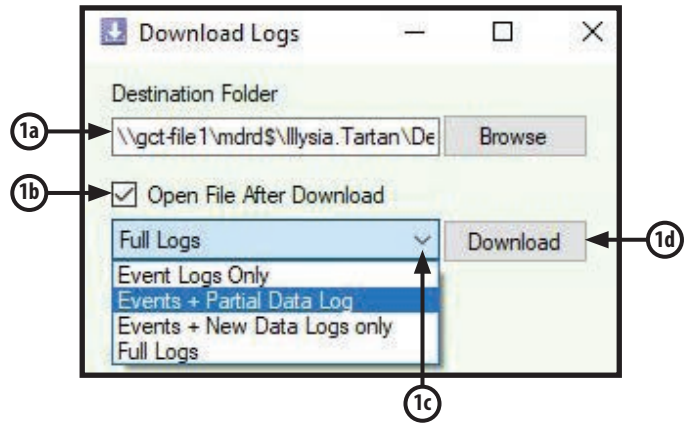 Download Logs
Destination Folder
1a
\\gct-file1\mdrd$\Illysia.Tartan\De Browse
1b
Open File After Download
Full Logs Download
1d
Event Logs Only
Events + Partial Data Log
Events + New Data Logs only
Full Logs
1c